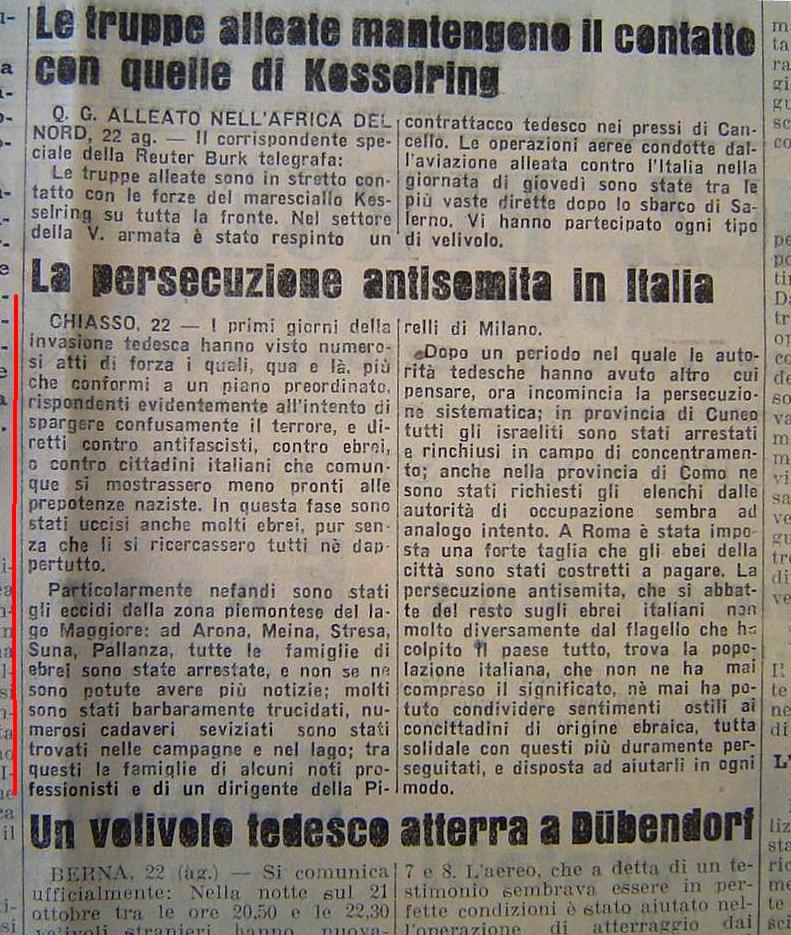 Le truppe alleate mantengono il contatto
con quelle di Kesselring
Q. G. ALLEATO NELL'AFRICA DEL
NORD, 22 ag. — Il corrispondente spe-
ciale della Reuter Burk telegrafa:
Le truppe alleate sono in stretto con-
tatto con le forze del maresciallo Kes-
selring su tutta la fronte. Nel settore
della V. armata è stato respinto un
contrattacco tedesco nei pressi di Can-
cello. Le operazioni aeree condotte dal-
l'aviazione alleata contro l'Italia nella
giornata di giovedì sono state tra le
più vaste dirette dopo lo sbarco di Sa-
lerno. Vi hanno partecipato ogni tipo
di velivolo.
La persecuzione antisemita in Italia
CHIASSO, 22 — I primi giorni della
invasione tedesca hanno visto numero-
si atti di forza i quali, qua e là, più
che conformi a un piano preordinato,
rispondenti evidentemente all'intento di
spargere confusamente il terrore, e di-
retti contro antifascisti, contro ebrei,
o contro cittadini italiani che comun-
que si mostrassero meno pronti alle
prepotenze naziste. In questa fase sono
stati uccisi anche molti ebrei, pur sen-
za che li si ricercassero tutti nè dap-
pertutto.
Particolarmente nefandi sono stati
gli eccidi della zona piemontese del la-
go Maggiore: ad Arona, Meina, Stresa,
Suna, Pallanza, tutte le famiglie di
ebrei sono state arrestate, e non se ne
sono potute avere più notizie; molti
sono stati barbaramente trucidati, nu-
merosi cadaveri seviziati sono stati
trovati nelle campagne e nel lago; tra
questi le famiglie di alcuni noti pro-
fessionisti e di un dirigente della Pi-
relli di Milano.
Dopo un periodo nel quale le auto-
rità tedesche hanno avuto altro cui
pensare, ora incomincia la persecuzio-
ne sistematica; in provincia di Cuneo
tutti gli israeliti sono stati arrestati
e rinchiusi in campo di concentramen-
to; anche nella provincia di Como ne
sono stati richiesti gli elenchi dalle
autorità di occupazione sembra ad
analogo intento. A Roma è stata impo-
sta una forte taglia che gli ebei della
città sono stati costretti a pagare. La
persecuzione antisemita, che si abbat-
te del resto sugli ebrei italiani non
molto diversamente dal flagello che ha
colpito il paese tutto, trova la popo-
lazione italiana, che non ne ha mai
compreso il significato, nè mai ha po-
tuto condividere sentimenti ostili ai
concittadini di origine ebraica, tutta
solidale con questi più duramente per-
seguitati, e disposta ad aiutarli in ogni
modo.
Un velivolo tedesco atterra a Dübendorf
BERNA, 22 (ag.) — Si comunica
ufficialmente: Nella notte sul 21
ottobre tra le ore 20,50 e le 22,30
velivoli stranieri hanno nuova-
7 e 8. L'aereo, che a detta di un te-
stimonio sembrava essere in per-
fette condizioni è stato aiutato nel-
l'operazione di atterraggio dai